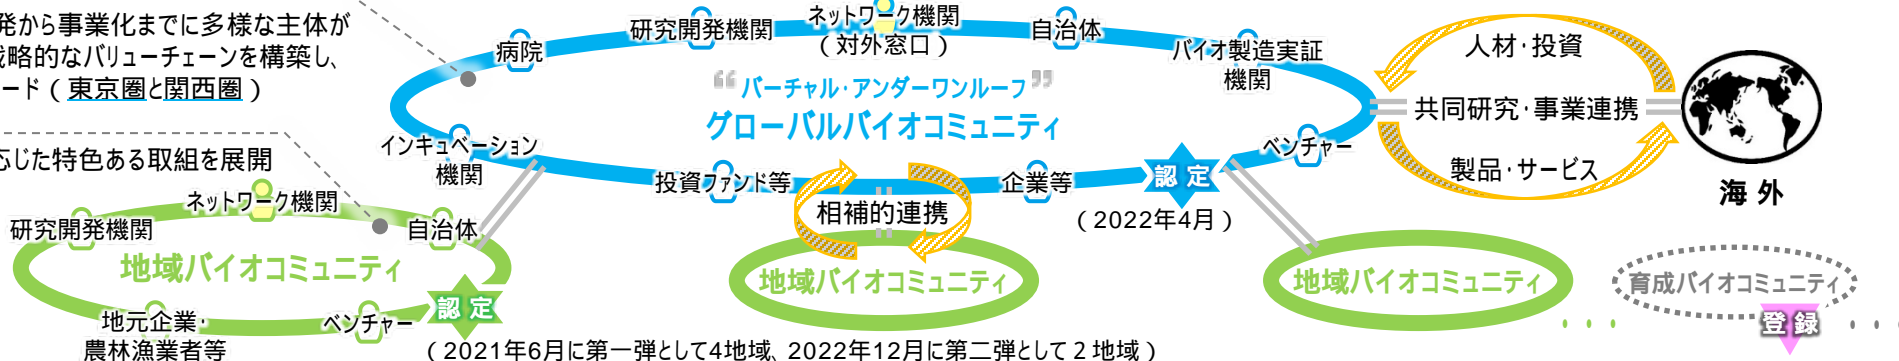 発から事業化までに多様な主体が
戦略的なバリューチェーンを構築し、
ード（東京圏と関西圏）
応じた特色ある取組を展開
病院
研究開発機関
ネットワーク機関
（対外窓口）
自治体
バイオ製造実証
機関
“バーチャル・アンダーワンルーフ”
グローバルバイオコミュニティ
インキュベーション
機関
投資ファンド等
企業等
認定
（2022年4月）
ベンチャー
人材・投資
共同研究・事業連携
製品・サービス
海外
相補的連携
ネットワーク機関
研究開発機関
自治体
地域バイオコミュニティ
地元企業・
農林漁業者等
ベンチャー
認定
地域バイオコミュニティ
地域バイオコミュニティ
育成バイオコミュニティ
登録
（2021年6月に第一弾として4地域、2022年12月に第二弾として２地域）